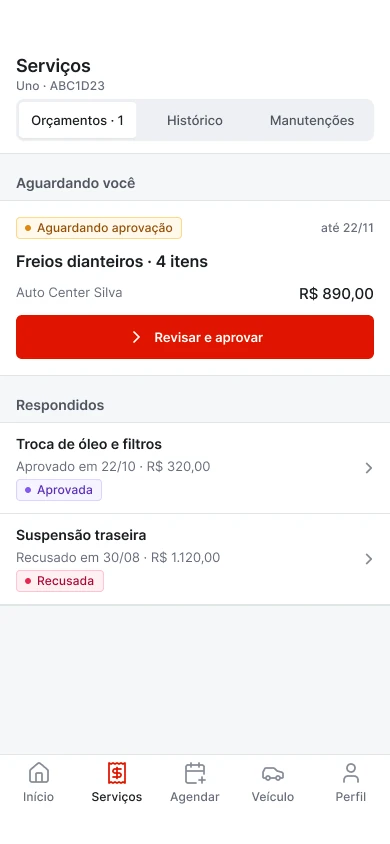 Serviços
Uno · ABC1D23
Orçamentos · 1
Histórico
Manutenções
Aguardando você
Aguardando aprovação
até 22/11
Freios dianteiros · 4 itens
Auto Center Silva
R$ 890,00
Revisar e aprovar
Respondidos
Troca de óleo e filtros
Aprovado em 22/10 · R$ 320,00
Aprovada
Suspensão traseira
Recusado em 30/08 · R$ 1.120,00
Recusada
Início
Serviços
Agendar
Veículo
Perfil